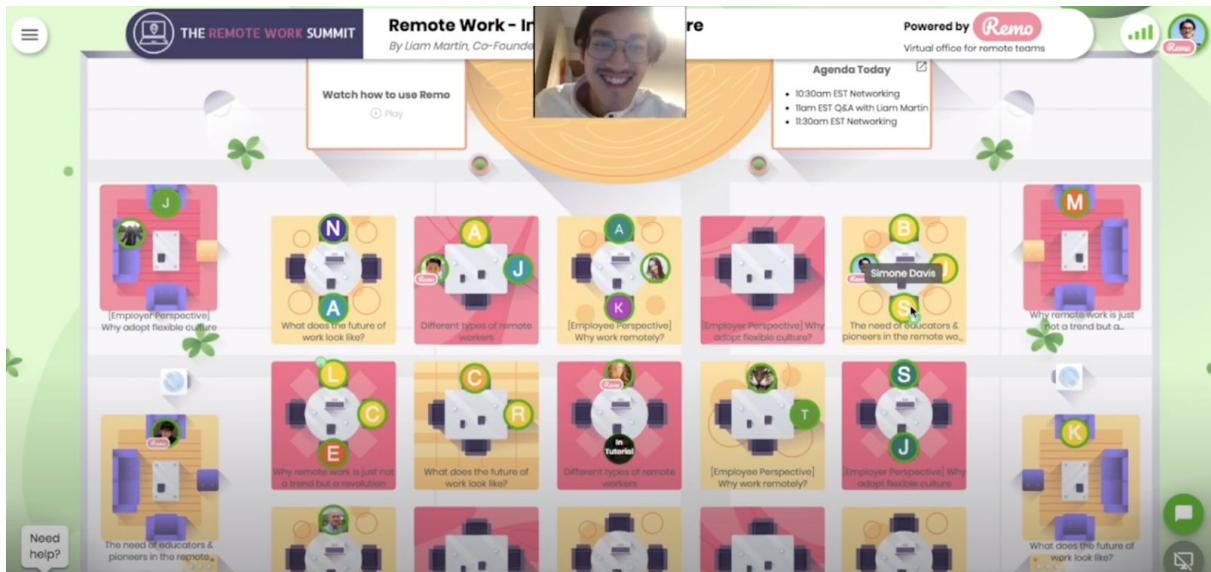 THE REMOTE WORK SUMMIT
Remote Work - In
re
By Liam Martin, Co-Founde
Powered by Remo
Virtual office for remote teams
Remo
Watch how to use Remo
Play
Agenda Today
10:30am EST Networking
11am EST Q&A with Liam Martin
11:30am EST Networking
J
N
A
A
B
M
Remo
J
Remo
J
Simone Davis
A
K
S
[Employer Perspective]
Why adopt flexible culture
What does the future of
work look like?
Different types of remote
workers
[Employee Perspective]
Why work remotely?
[Employer Perspective] Why
adopt flexible culture?
The need of educators &
pioneers in the remote wo...
Why remote work is just
not a trend but a...
L
C
Remo
S
C
R
T
K
Remo
E
In
Tutorial
J
Why remote work is just not
a trend but a revolution
What does the future of
work look like?
Different types of remote
workers
[Employee Perspective]
Why work remotely?
[Employer Perspective] Why
adopt flexible culture
The need of educators &
pioneers in the remote...
What does the future of
work look like?
Need
help?